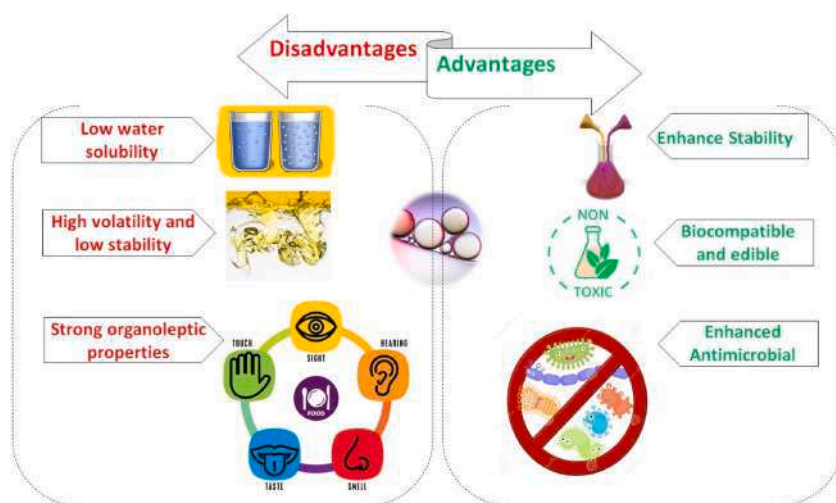 Disadvantages
Advantages
Low water
solubility
High volatility and
low stability
Strong organoleptic
properties
TOUCH
HEARING
SIGHT
FOOD
TASTE
SMELL
Enhance Stability
NON
TOXIC
Biocompatible
and edible
Enhanced
Antimicrobial